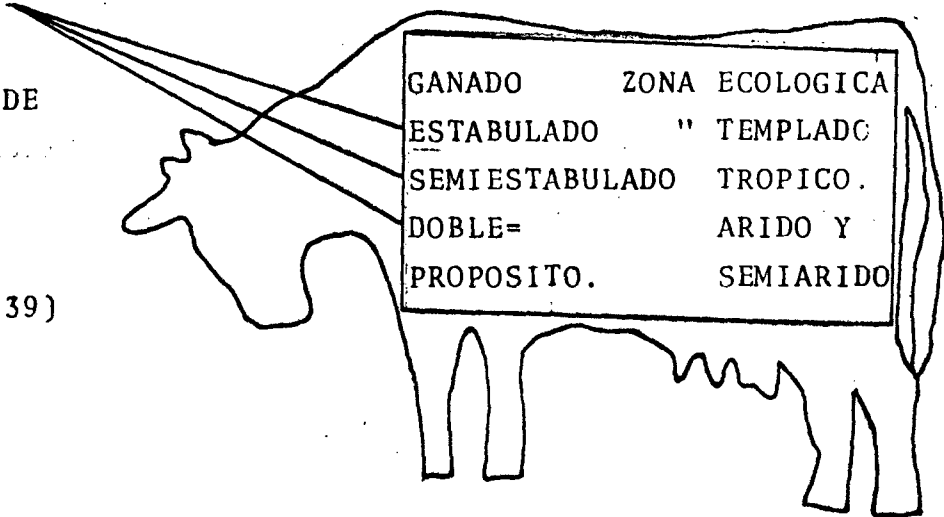 DE
39)
GANADO ZONA ECOLOGICA
ESTABULADO " TEMPLADO
SEMIESTABULADO TROPICO.
DOBLE= ARIDO Y
PROPOSITO. SEMIARIDO